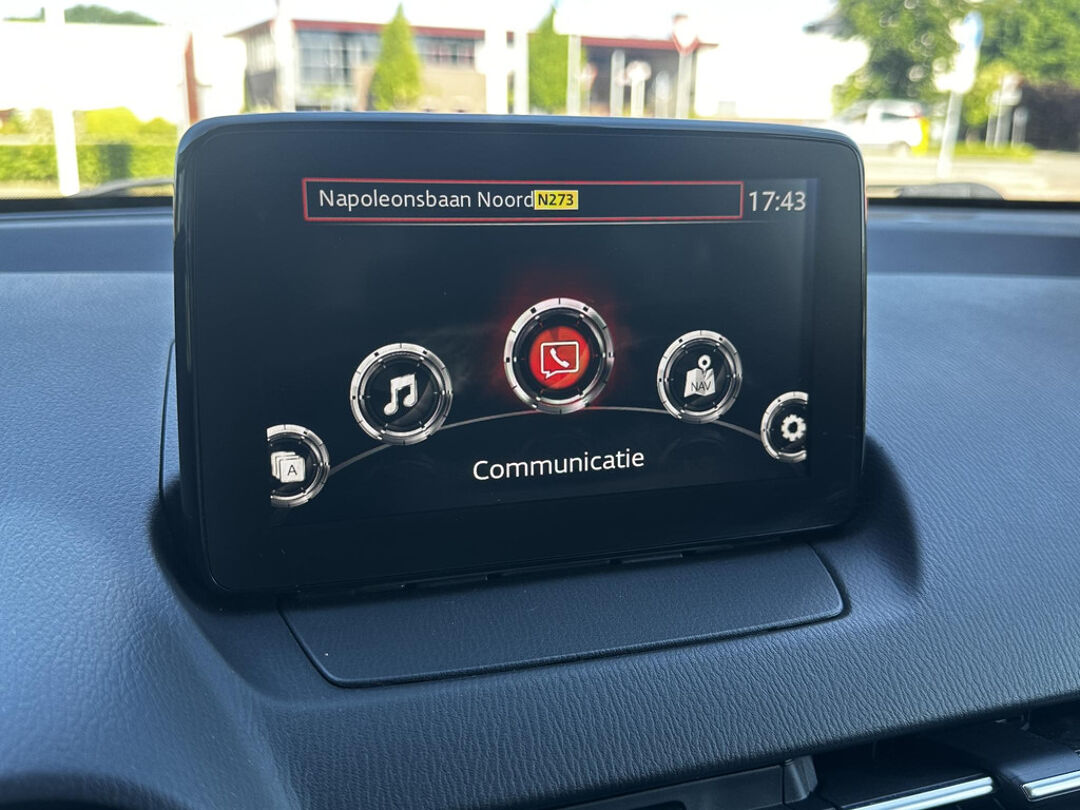 Napoleonsbaan Noord N273 17:43
NAV
A
Communicatie